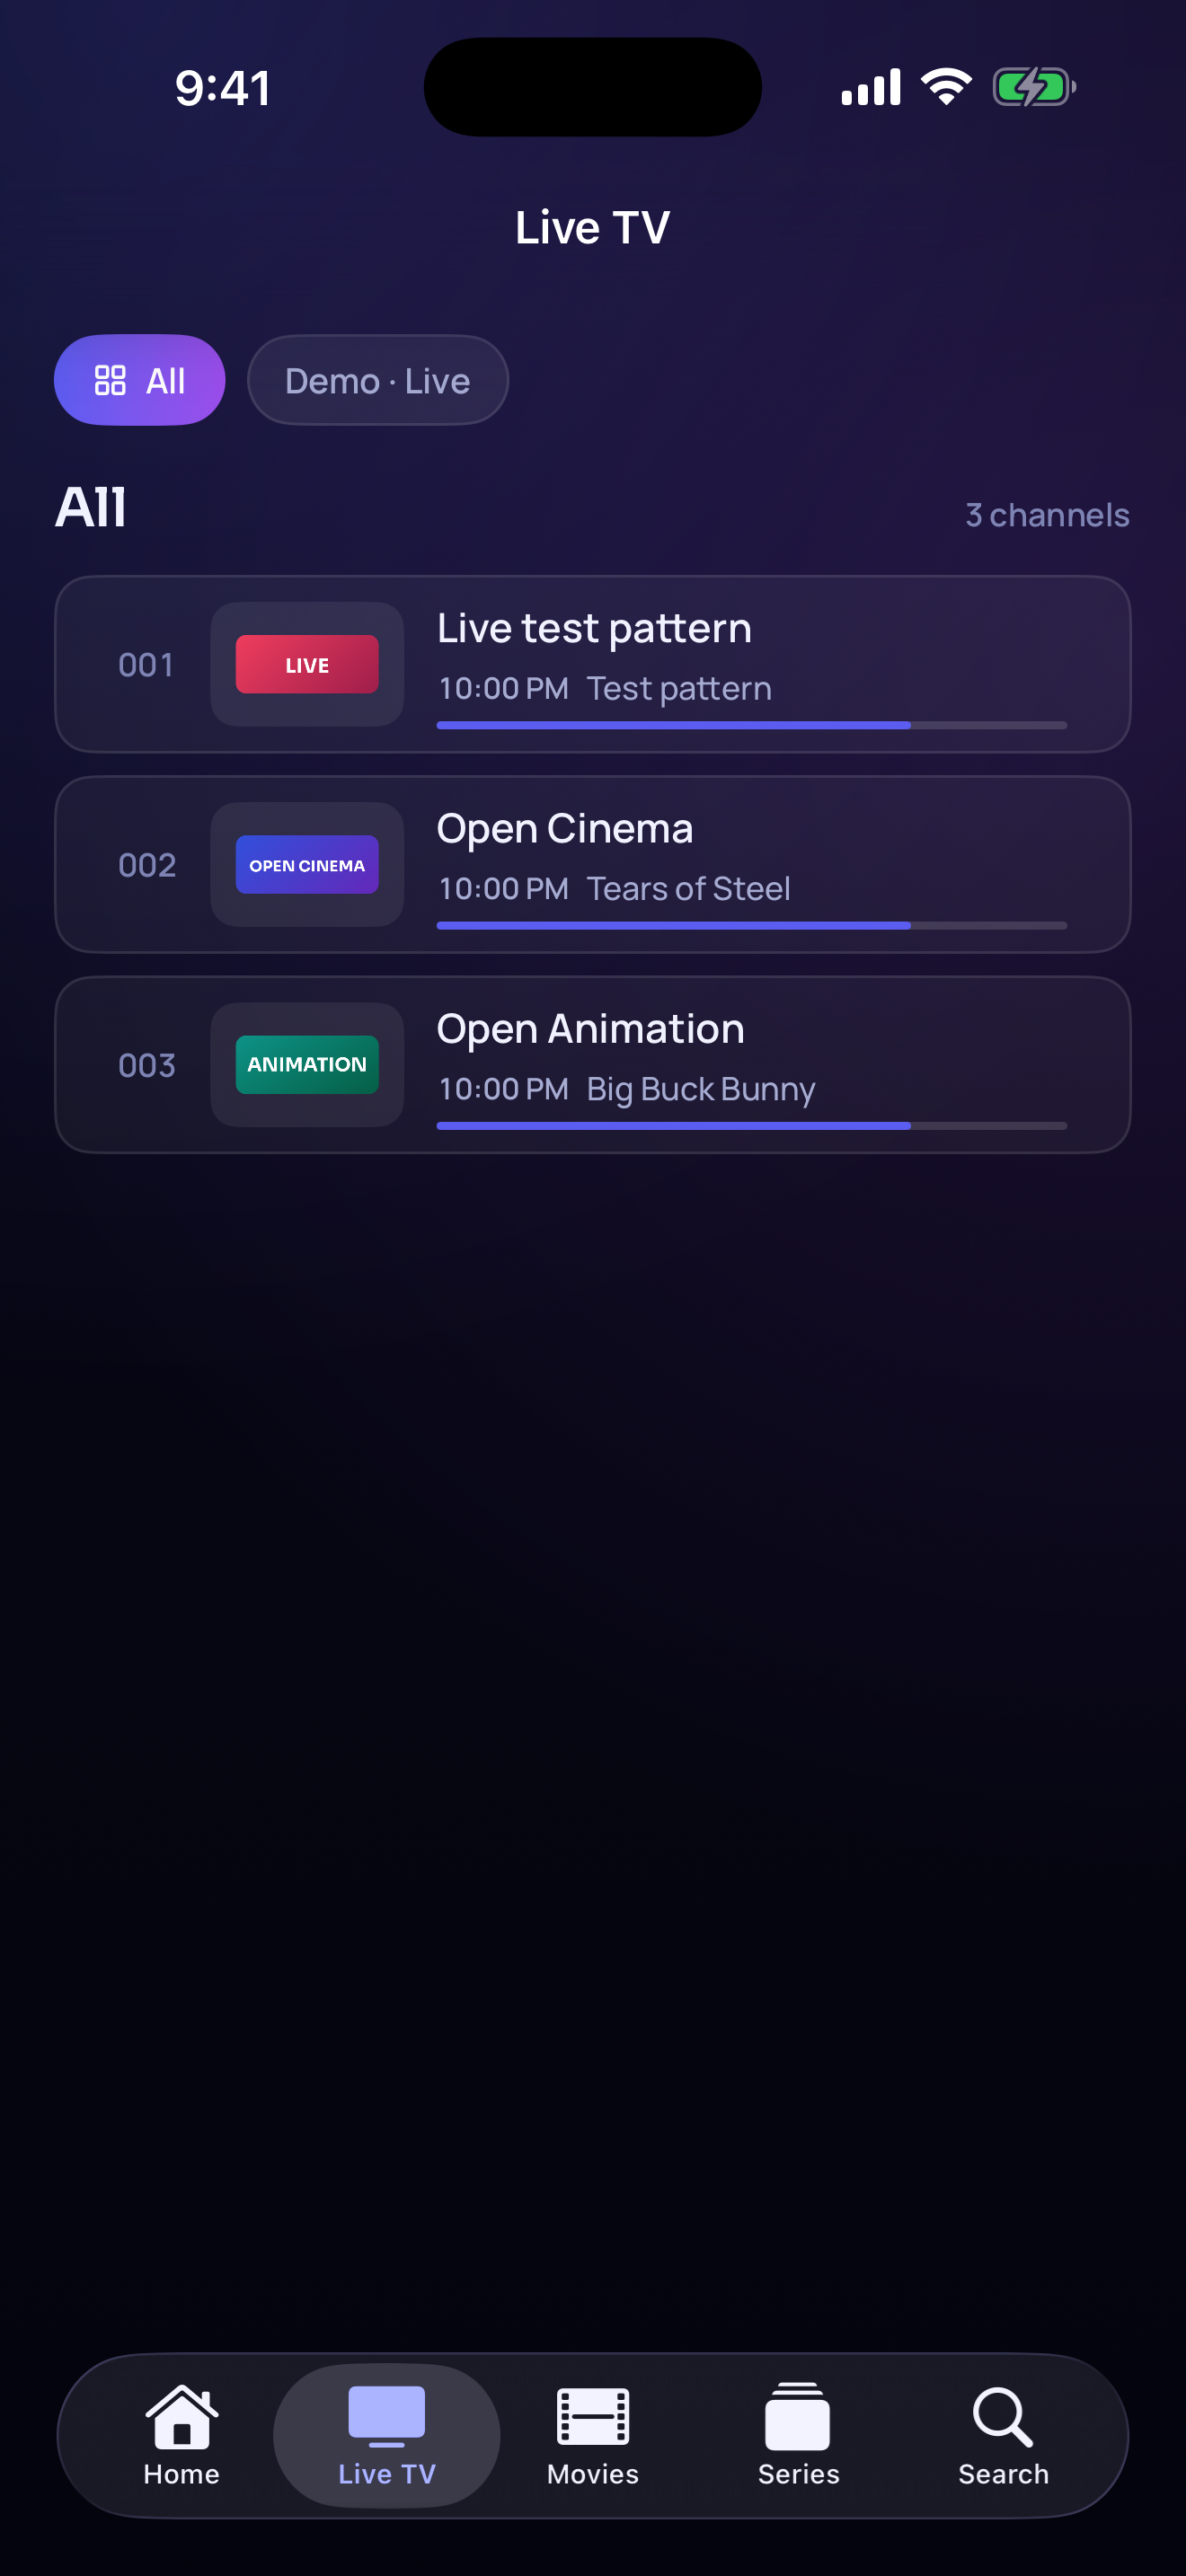 9:41
Live TV
All
Demo · Live
All
3 channels
001
LIVE
Live test pattern
10:00 PM Test pattern
002
OPEN CINEMA
Open Cinema
10:00 PM Tears of Steel
003
ANIMATION
Open Animation
10:00 PM Big Buck Bunny
Home
Live TV
Movies
Series
Search